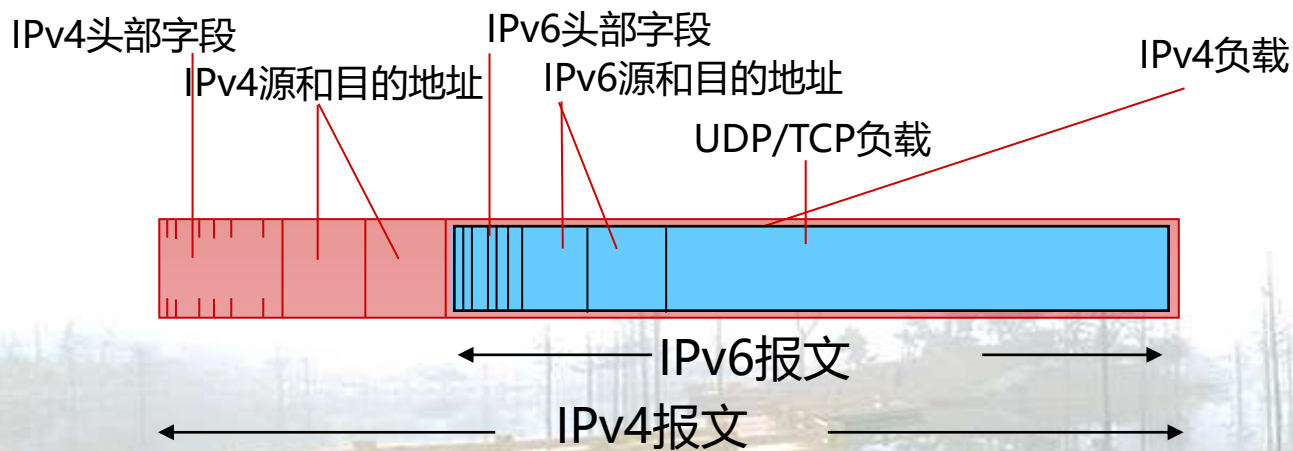 IPv4头部字段
IPv6头部字段
IPv4负载
IPv4源和目的地址
IPv6源和目的地址
UDP/TCP负载
IPv6报文
IPv4报文